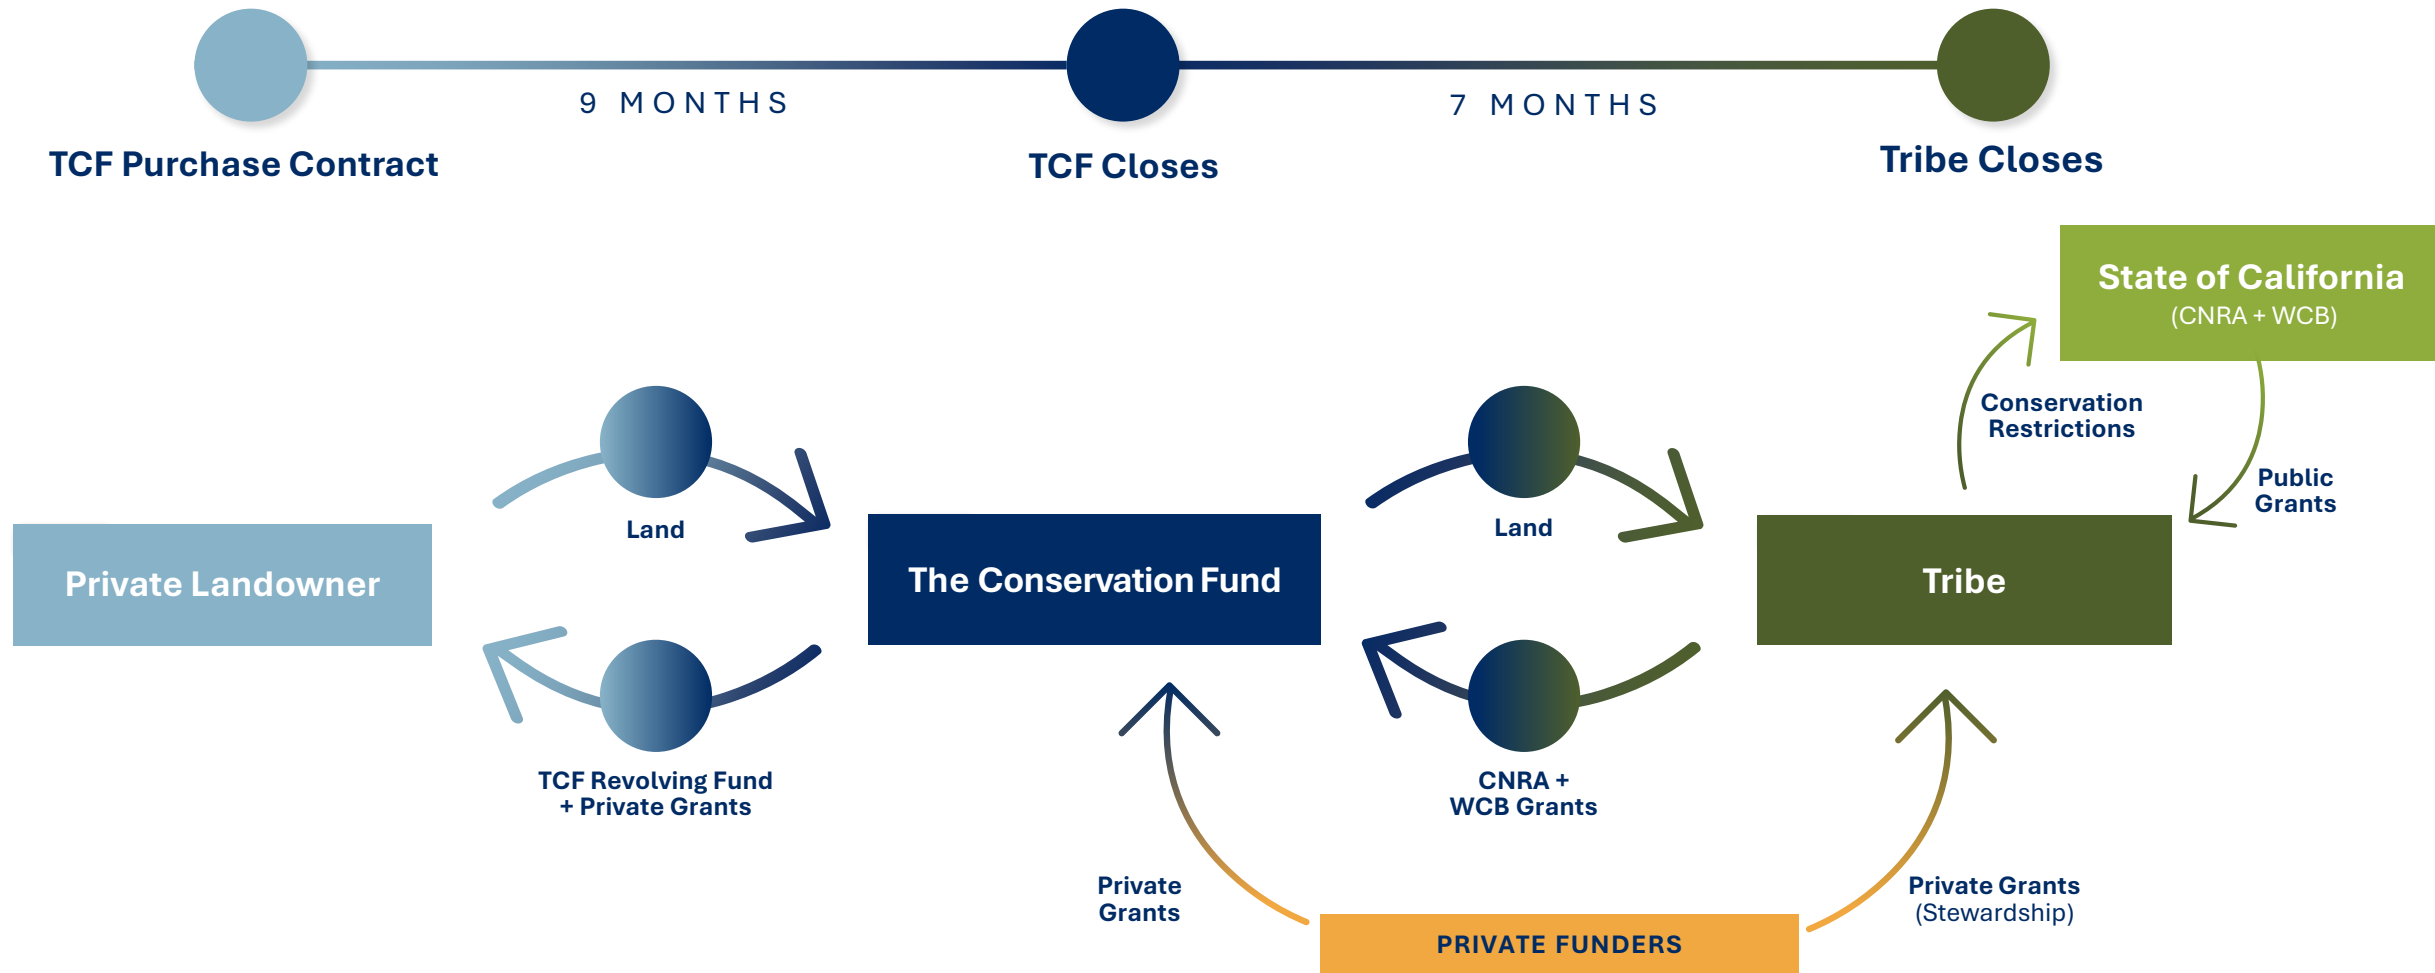 9 MONTHS
7 MONTHS
TCF Purchase Contract
TCF Closes
Tribe Closes
State of California
(CNRA + WCB)
Conservation
Restrictions
Public
Grants
Land
Land
Private Landowner
The Conservation Fund
Tribe
TCF Revolving Fund
+ Private Grants
CNRA +
WCB Grants
Private
Grants
Private Grants
(Stewardship)
PRIVATE FUNDERS